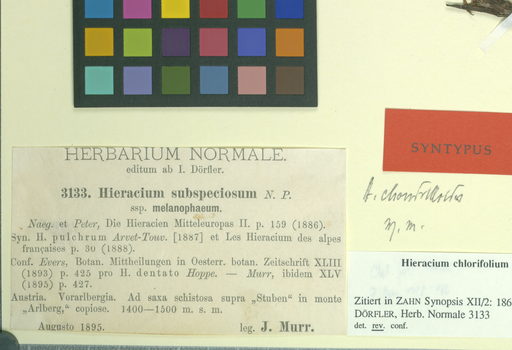 HERBARIUM NORMALE.
editum ab I. Dörfler.
3133. Hieracium subspeciosum N. P.
ssp. melanophaeum.
Naeg. et Peter, Die Hieracien Mitteleuropas II. p. 159 (1886).
Syn. H. pulchrum Arvet-Touv. [1887] et Les Hieracium des alpes
françaises p. 30 (1888).
Conf. Evers, Botan. Mittheilungen in Oesterr. botan. Zeitschrift XLIII
(1893) p. 425 pro H. dentato Hoppe. — Murr, ibidem XLV
(1895) p. 427.
Austria. Vorarlbergia. Ad saxa schistosa supra „Stuben“ in monte
„Arlberg,“ copiose. 1400—1500 m. s. m.
Augusto 1895. leg. J. Murr.
SYNTYPUS
H.
n. m.
Hieracium chlorifolium
Zitiert in ZAHN Synopsis XII/2: 186
DÖRFLER, Herb. Normale 3133
det. rev. conf.